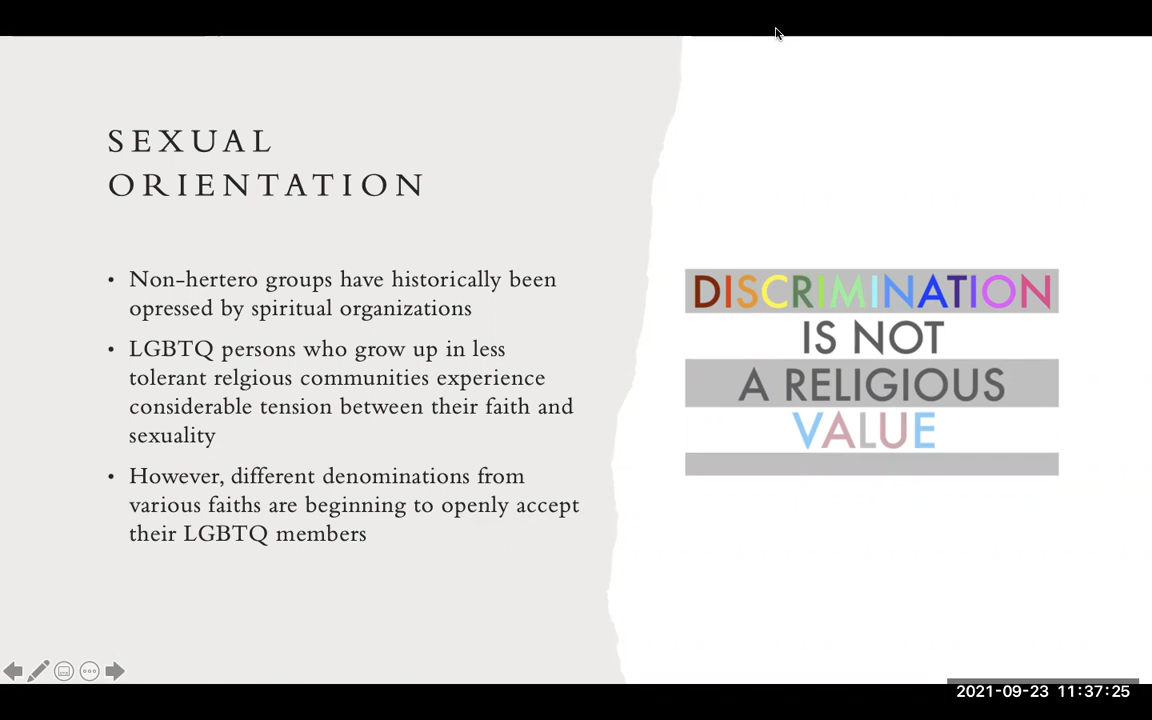 SEXUAL
ORIENTATION
• Non-hertero groups have historically been
opressed by spiritual organizations
• LGBTQ persons who grow up in less
tolerant relgious communities experience
considerable tension between their faith and
sexuality
• However, different denominations from
various faiths are beginning to openly accept
their LGBTQ members
DISCRIMINATION
IS NOT
A RELIGIOUS
VALUE
2021-09-23 11:37:25